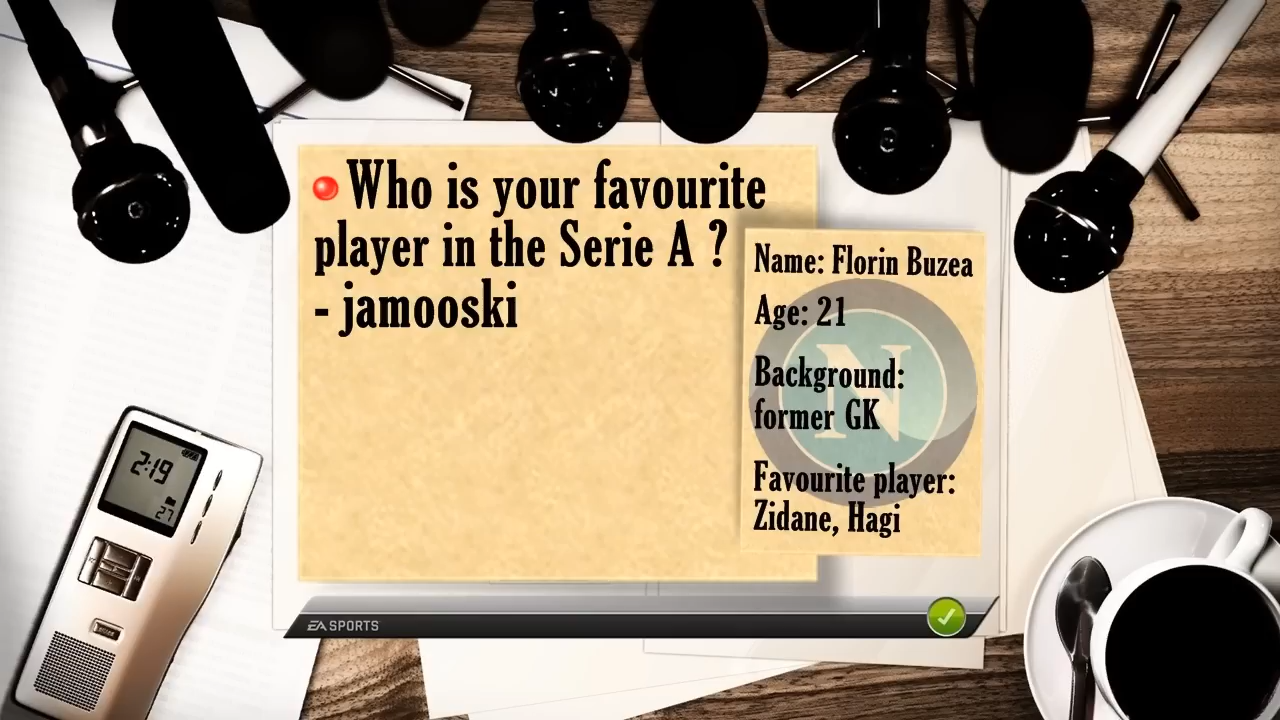 Who is your favourite
player in the Serie A ?
- jamooski
Name: Florin Buzea
Age: 21
Background:
former GK
Favourite player:
Zidane, Hagi
N
2:19
27
EA SPORTS